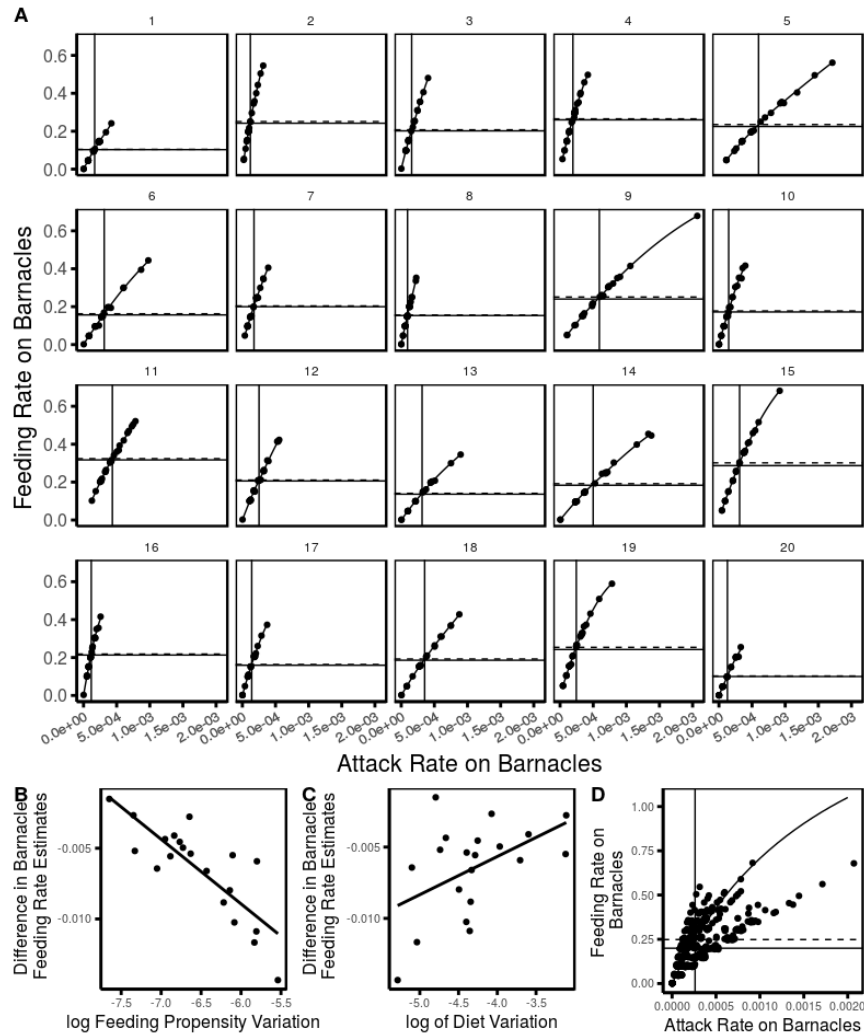 A
1 2 3 4 5
0.6
0.4
0.2
0.0
6 7 8 9 10
0.6
0.4
0.2
0.0
11 12 13 14 15
0.6
0.4
0.2
0.0
16 17 18 19 20
0.6
0.4
0.2
0.0
Feeding Rate on Barnacles
0.0e+00 5.0e-04 1.0e-03 1.5e-03 2.0e-03 0.0e+00 5.0e-04 1.0e-03 1.5e-03 2.0e-03 0.0e+00 5.0e-04 1.0e-03 1.5e-03 2.0e-03 0.0e+00 5.0e-04 1.0e-03 1.5e-03 2.0e-03 0.0e+00 5.0e-04 1.0e-03 1.5e-03 2.0e-03
Attack Rate on Barnacles
B
Difference in Barnacle
Feeding Rate Estimates
-0.005
-0.010
-7.5 -7.0 -6.5 -6.0 -5.5
log Feeding Propensity Variation
C
Difference in Barnacle
Feeding Rate Estimates
-0.005
-0.010
-5.0 -4.5 -4.0 -3.5
log of Diet Variation
D
Feeding Rate on
Barnacles
1.00
0.75
0.50
0.25
0.00
0.0000 0.0005 0.0010 0.0015 0.0020
Attack Rate on Barnacles